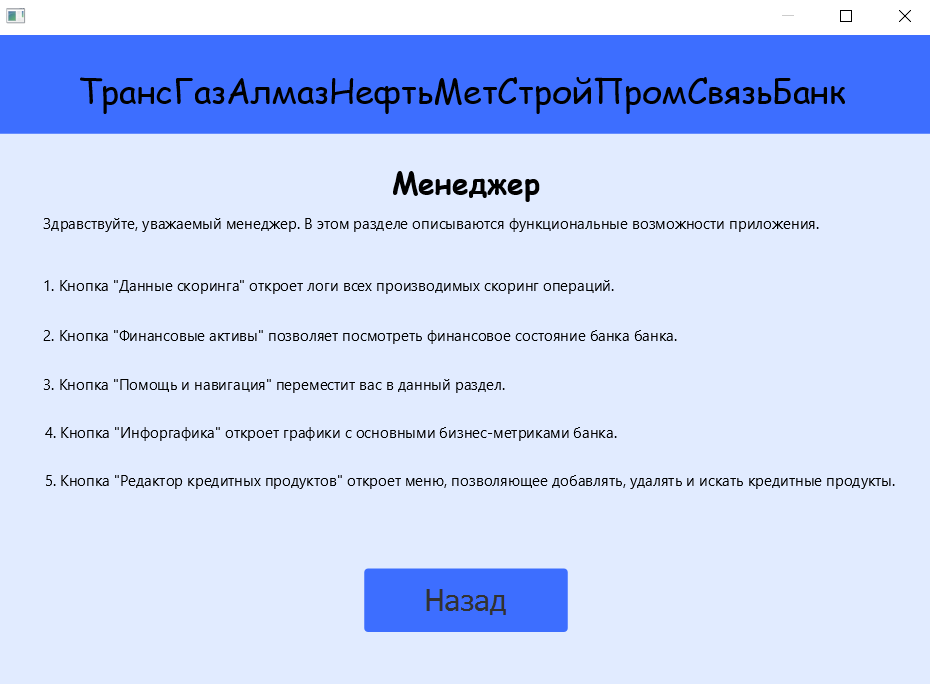 ТрансГазАлмазНефтьМетСтройПромСвязьБанк
Менеджер
Здравствуйте, уважаемый менеджер. В этом разделе описываются функциональные возможности приложения.
1. Кнопка "Данные скоринга" откроет логи всех производимых скоринг операций.
2. Кнопка "Финансовые активы" позволяет посмотреть финансовое состояние банка банка.
3. Кнопка "Помощь и навигация" переместит вас в данный раздел.
4. Кнопка "Инфоргафика" откроет графики с основными бизнес-метриками банка.
5. Кнопка "Редактор кредитных продуктов" откроет меню, позволяющее добавлять, удалять и искать кредитные продукты.
Назад